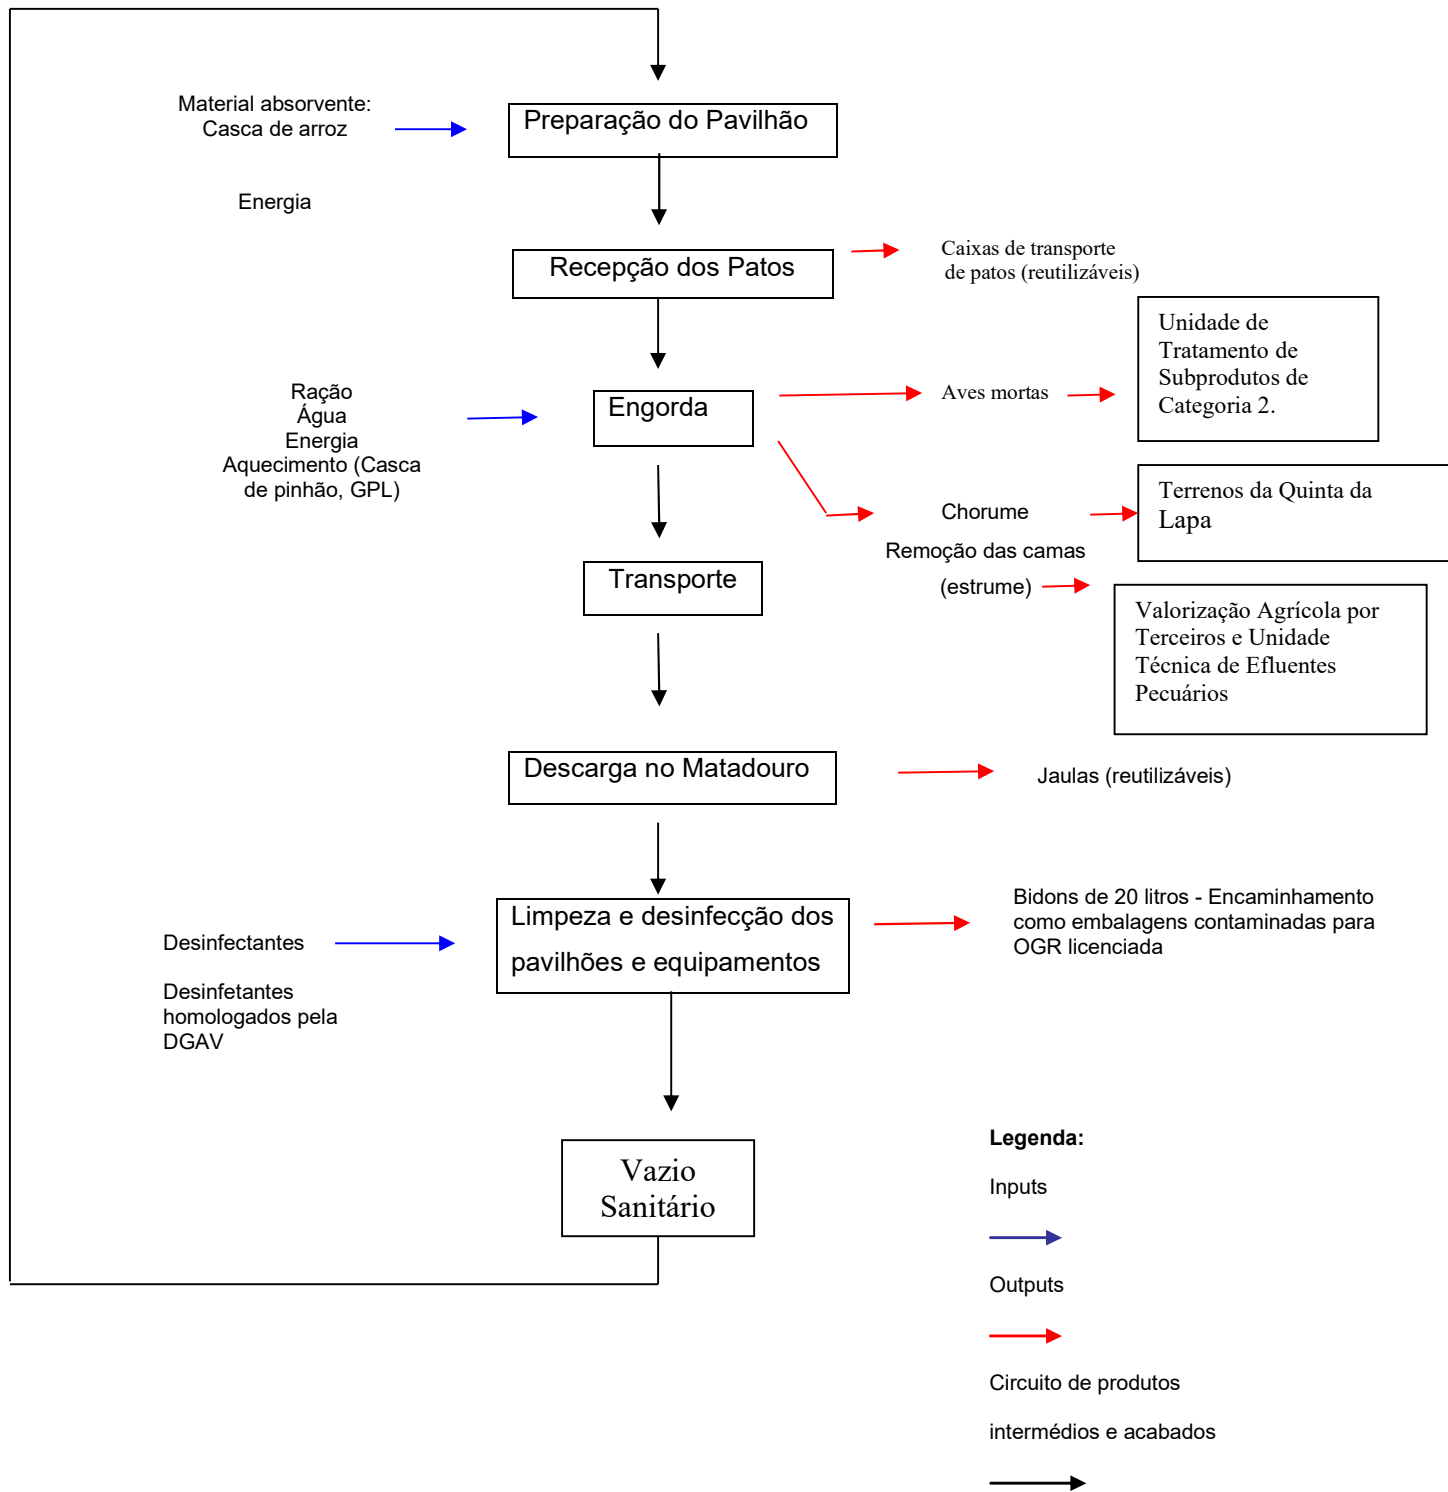 Material absorvente:
Casca de arroz
Preparação do Pavilhão
Energia
Recepção dos Patos
Caixas de transporte
de patos (reutilizáveis)
Unidade de
Tratamento de
Subprodutos de
Categoria 2.
Ração
Água
Energia
Aquecimento (Casca
de pinhão, GPL)
Engorda
Aves mortas
Chorume
Terrenos da Quinta da
Lapa
Remoção das camas
(estrume)
Transporte
Valorização Agrícola por
Terceiros e Unidade
Técnica de Efluentes
Pecuários
Descarga no Matadouro
Jaulas (reutilizáveis)
Limpeza e desinfecção dos
pavilhões e equipamentos
Bidons de 20 litros - Encaminhamento
como embalagens contaminadas para
OGR licenciada
Desinfectantes
Desinfetantes
homologados pela
DGAV
Vazio
Sanitário
Legenda:
Inputs
Outputs
Circuito de produtos
intermédios e acabados